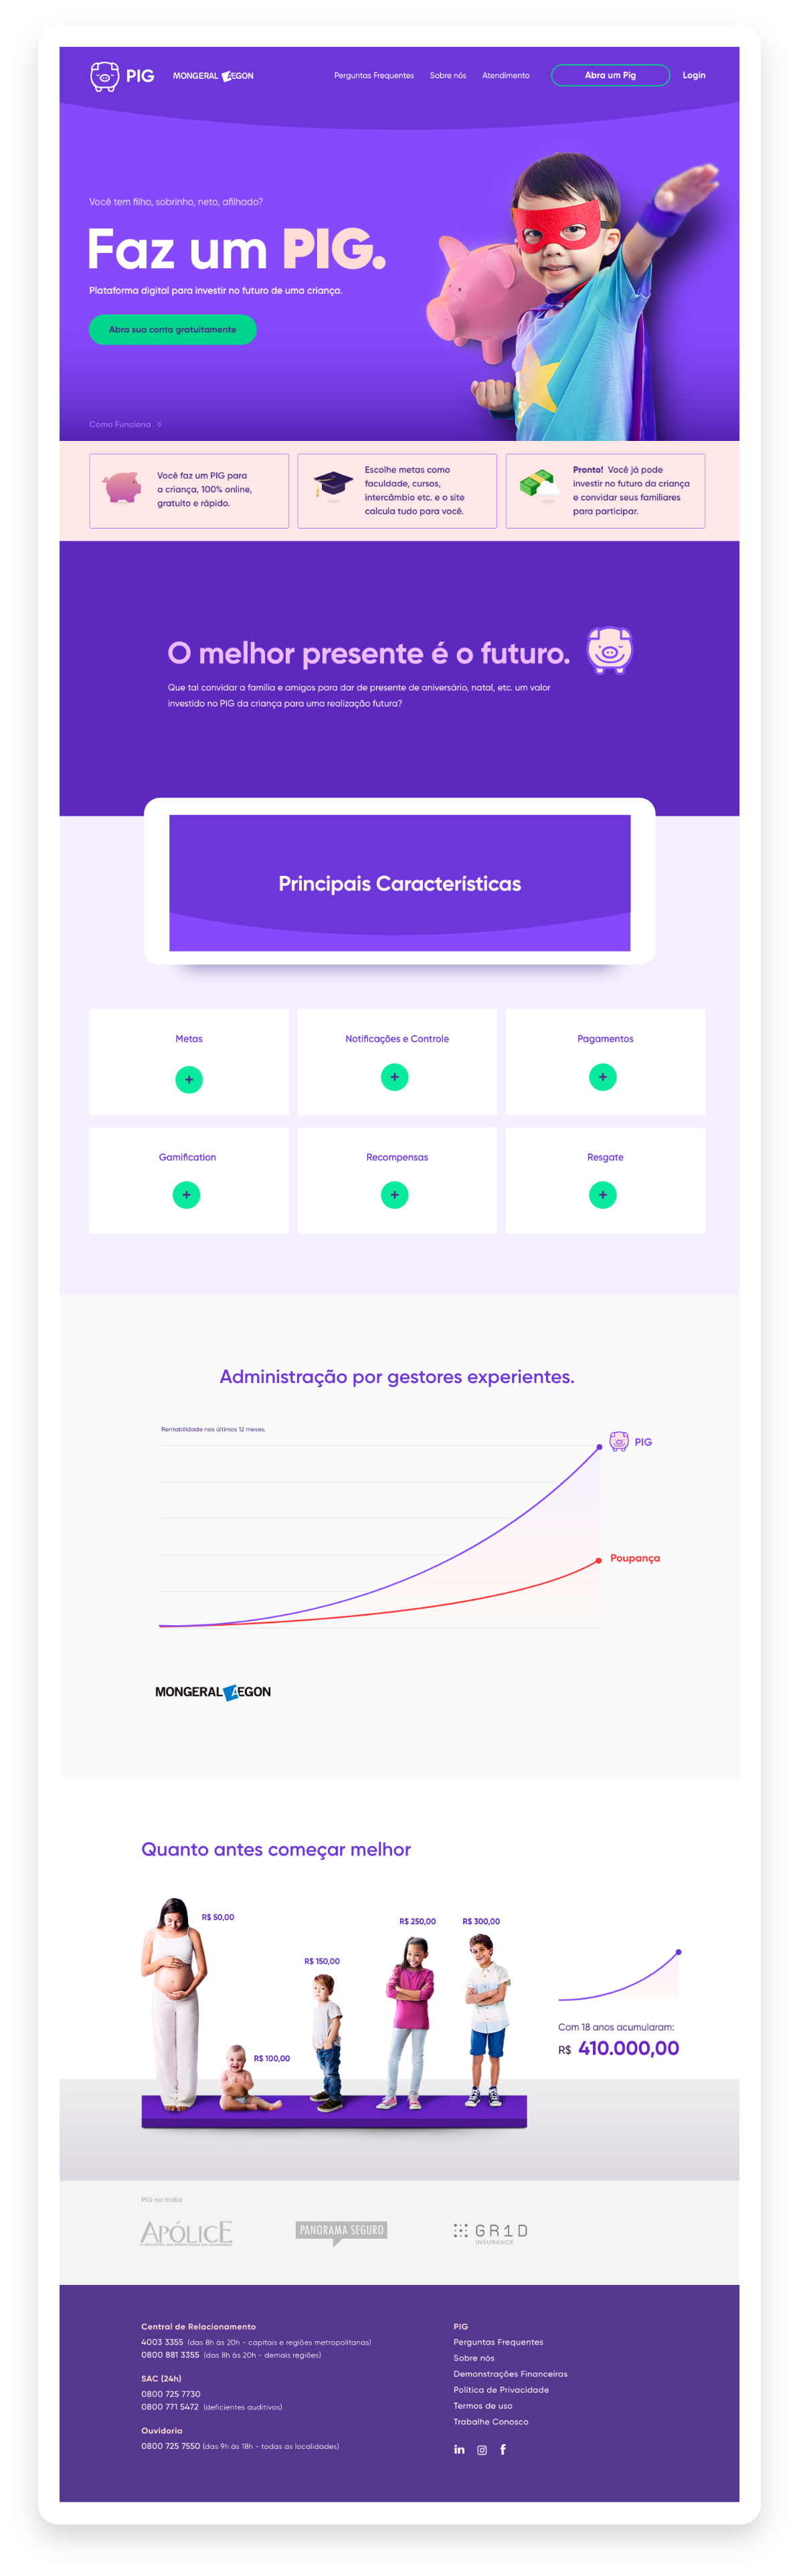 PIG
MONGERAL AEGON
Perguntas Frequentes
Sobre nós
Atendimento
Abra um Pig
Login
Você tem filho, sobrinho, neto, afilhado?
Faz um PIG.
Plataforma digital para investir no futuro de uma criança.
Abra sua conta gratuitamente
Como Funciona
Você faz um PIG para
a criança, 100% online,
gratuito e rápido.
Escolhe metas como
faculdade, cursos,
intercâmbio etc. e o site
calcula tudo para você.
Pronto! Você já pode
investir no futuro da criança
e convidar seus familiares
para participar.
O melhor presente é o futuro.
Que tal convidar a família e amigos para dar de presente de aniversário, natal, etc. um valor
investido no PIG da criança para uma realização futura?
Principais Características
Metas
Notificações e Controle
Pagamentos
Gamification
Recompensas
Resgate
Administração por gestores experientes.
Rentabilidade nos últimos 12 meses.
PIG
Poupança
MONGERAL AEGON
Quanto antes começar melhor
R$ 50,00
R$ 100,00
R$ 150,00
R$ 250,00
R$ 300,00
Com 18 anos acumularam:
R$ 410.000,00
PIG na mídia
APÓLICE
PANORAMA SEGURO
GR1D
INSURANCE
Central de Relacionamento
4003 3355 (das 8h às 20h - capitais e regiões metropolitanas)
0800 881 3355 (das 8h às 20h - demais regiões)
SAC (24h)
0800 725 7730
0800 771 5472 (deficientes auditivos)
Ouvidoria
0800 725 7550 (das 9h às 18h - todas as localidades)
PIG
Perguntas Frequentes
Sobre nós
Demonstrações Financeiras
Política de Privacidade
Termos de uso
Trabalhe Conosco
in
f